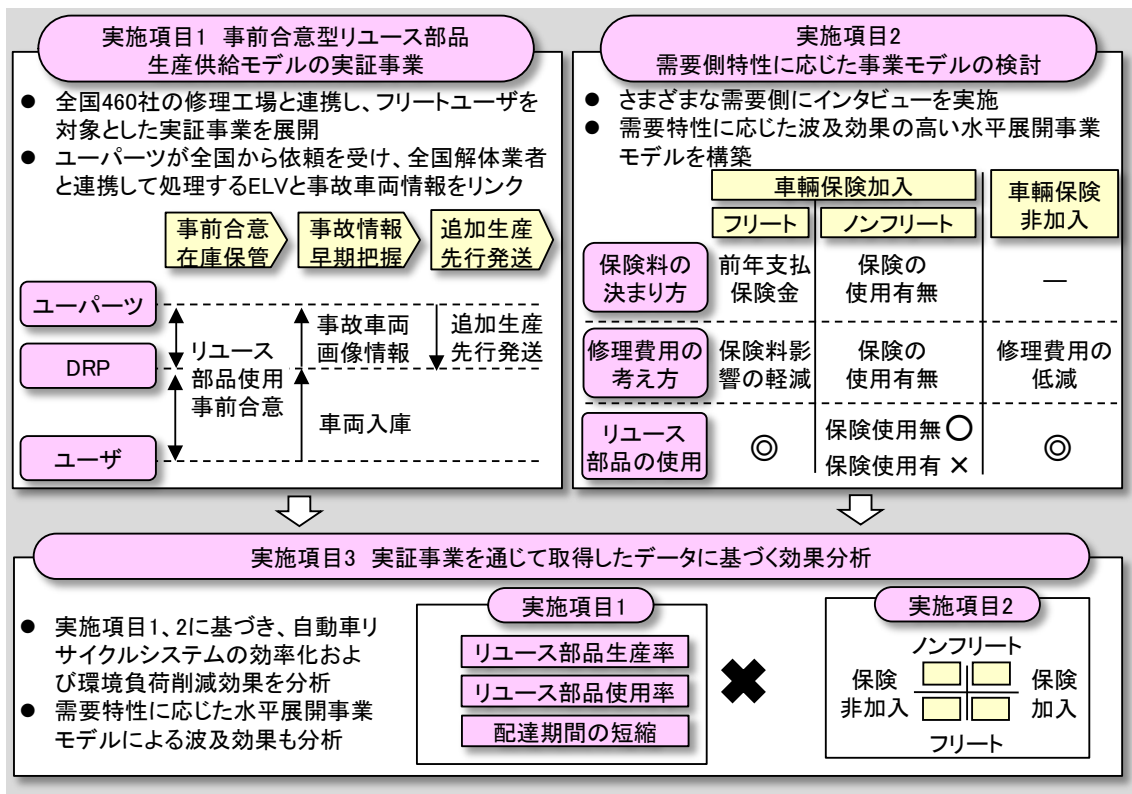 実施項目1 事前合意型リユース部品
生産供給モデルの実証事業
● 全国460社の修理工場と連携し、フリートユーザを
対象とした実証事業を展開
● ユーパーツが全国から依頼を受け、全国解体業者
と連携して処理するELVと事故車両情報をリンク
事前合意
在庫保管
事故情報
早期把握
追加生産
先行発送
ユーパーツ
DRP
ユーザ
リユース
部品使用
事前合意
事故車両
画像情報
車両入庫
追加生産
先行発送
実施項目2
需要側特性に応じた事業モデルの検討
● さまざまな需要側にインタビューを実施
● 需要特性に応じた波及効果の高い水平展開事業
モデルを構築
車輌保険加入
車輌保険
非加入
フリート
ノンフリート
保険料の
決まり方
前年支払
保険金
保険の
使用有無
―
修理費用の
考え方
保険料影
響の軽減
保険の
使用有無
修理費用の
低減
リユース
部品の使用
◎
保険使用無〇
保険使用有 ×
◎
実施項目3 実証事業を通じて取得したデータに基づく効果分析
● 実施項目1、2に基づき、自動車リ
サイクルシステムの効率化およ
び環境負荷削減効果を分析
● 需要特性に応じた水平展開事業
モデルによる波及効果も分析
実施項目1
リユース部品生産率
リユース部品使用率
配達期間の短縮
✖
実施項目2
ノンフリート
保険
非加入
保険
加入
フリート